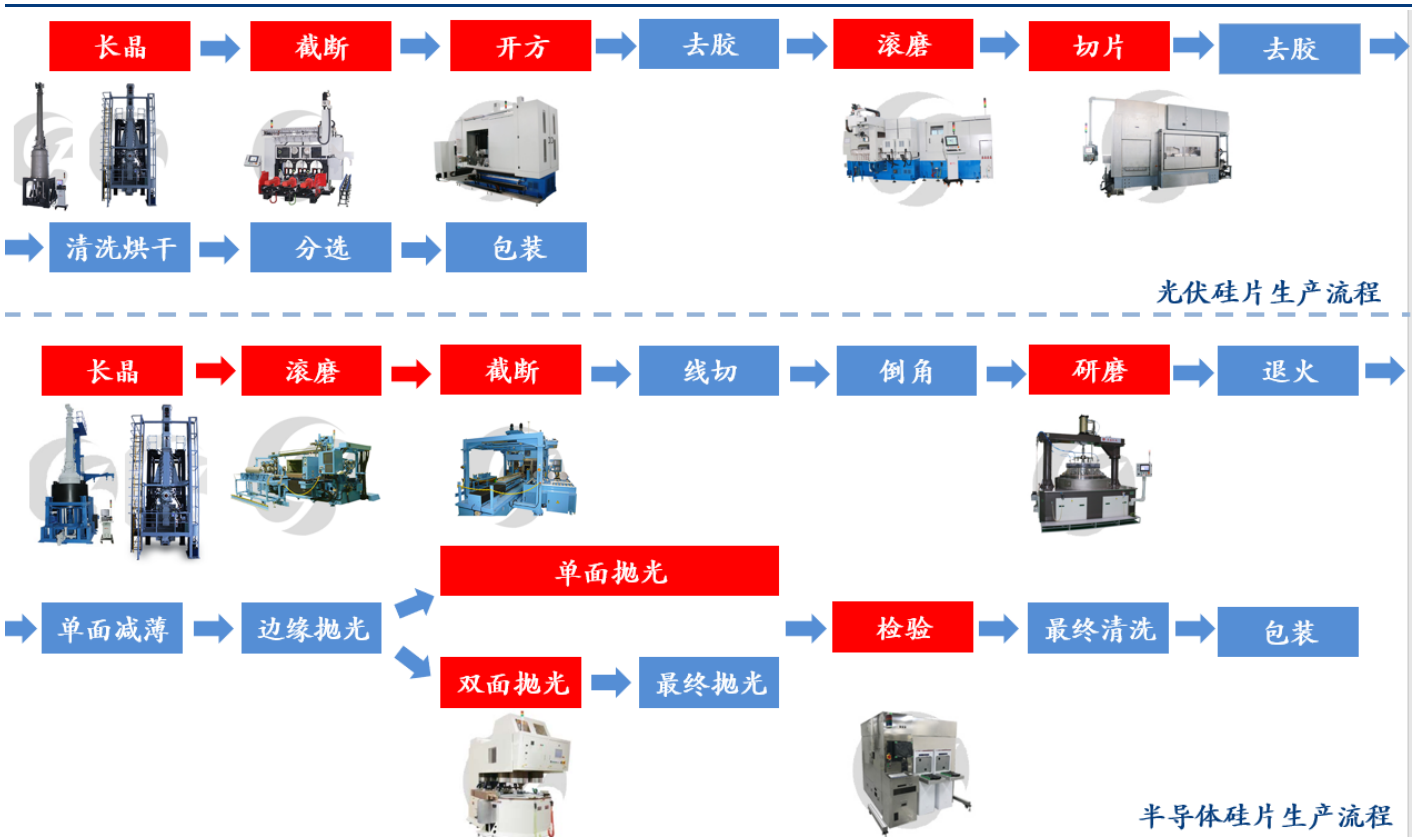 长晶
截断
开方
去胶
滚磨
切片
去胶
清洗烘干
分选
包装
光伏硅片生产流程
长晶
滚磨
截断
线切
倒角
研磨
退火
单面减薄
边缘抛光
单面抛光
双面抛光
最终抛光
检验
最终清洗
包装
半导体硅片生产流程